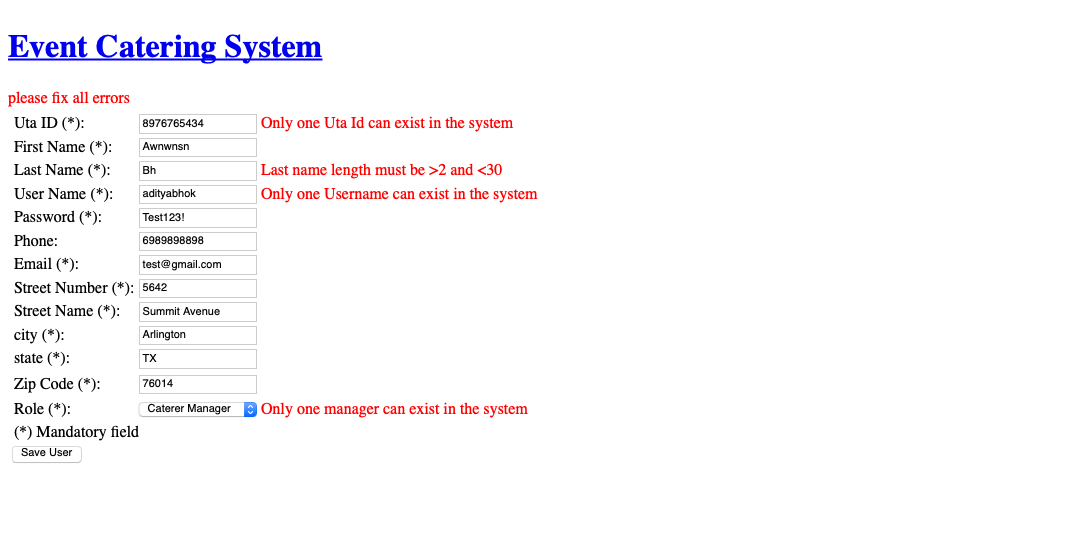 Event Catering System
please fix all errors
Uta ID (*): 8976765434 Only one Uta Id can exist in the system
First Name (*): Awnwnsn
Last Name (*): Bh Last name length must be >2 and <30
User Name (*): adityabhok Only one Username can exist in the system
Password (*): Test123!
Phone: 6989898898
Email (*): test@gmail.com
Street Number (*): 5642
Street Name (*): Summit Avenue
city (*): Arlington
state (*): TX
Zip Code (*): 76014
Role (*): Caterer Manager Only one manager can exist in the system
(*) Mandatory field
Save User